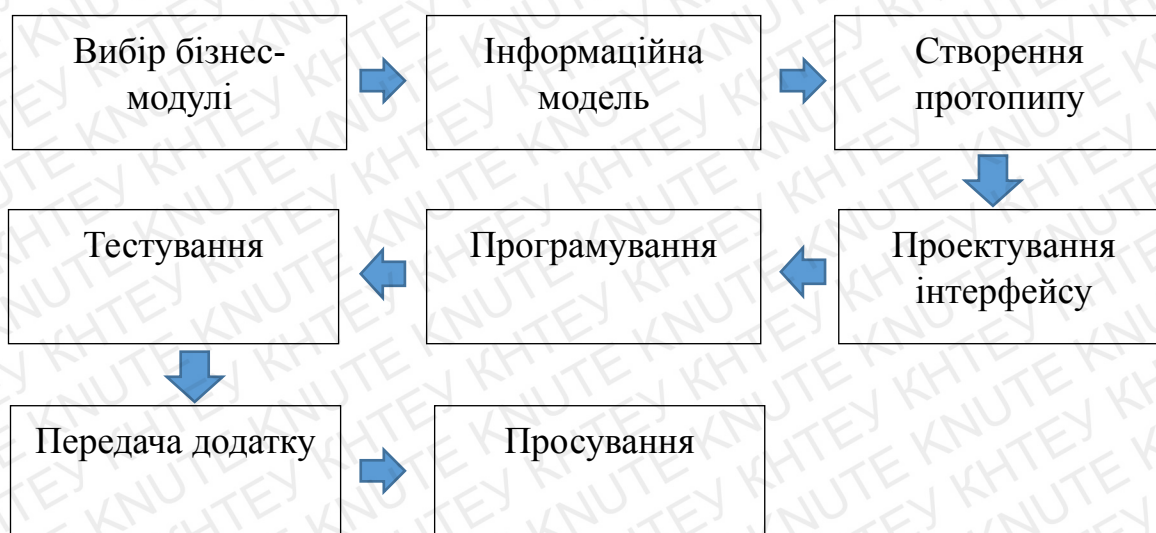 Вибір бізнес-
модулі
Інформаційна
модель
Створення
протопипу
Проектування
інтерфейсу
Програмування
Тестування
Передача додатку
Просування